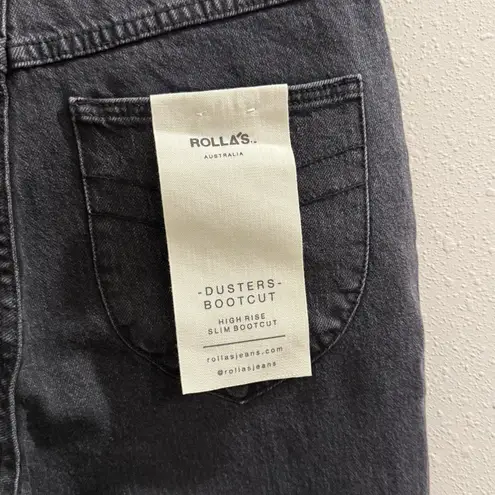 ROLLA'S..
AUSTRALIA
-DUSTERS-
BOOTCUT
HIGH RISE
SLIM BOOTCUT
rollasjeans.com
@rollasjeans